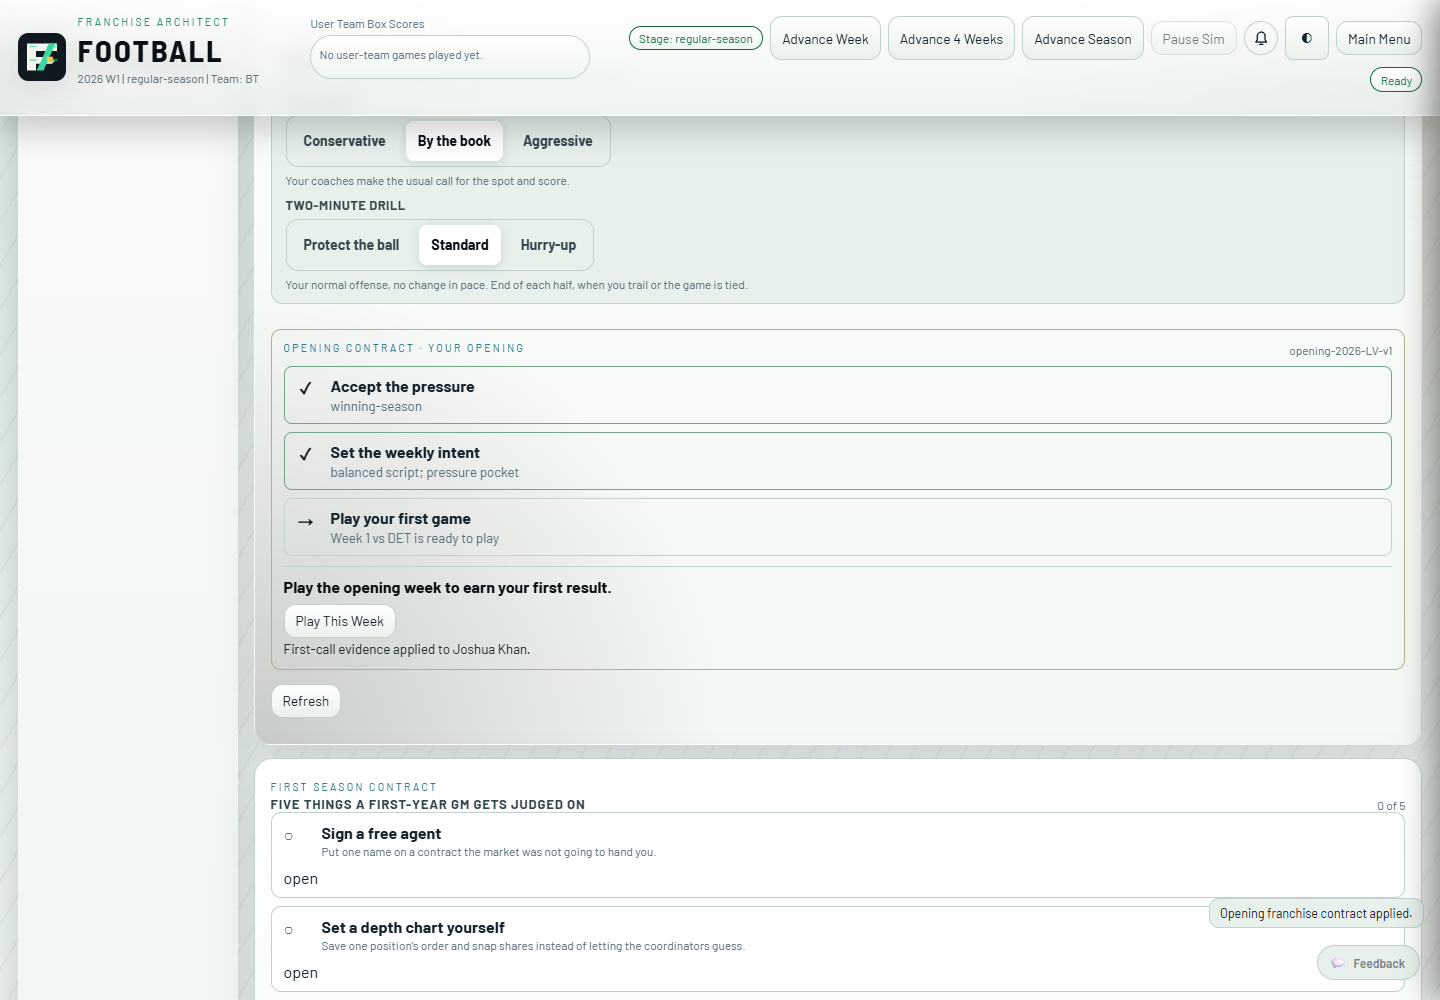 FRANCHISE ARCHITECT
FOOTBALL
2026 W1 | regular-season | Team: BT
User Team Box Scores
No user-team games played yet.
Stage: regular-season
Advance Week
Advance 4 Weeks
Advance Season
Pause Sim
Main Menu
Ready
Conservative
By the book
Aggressive
Your coaches make the usual call for the spot and score.
TWO-MINUTE DRILL
Protect the ball
Standard
Hurry-up
Your normal offense, no change in pace. End of each half, when you trail or the game is tied.
OPENING CONTRACT · YOUR OPENING
opening-2026-LV-v1
Accept the pressure
winning-season
Set the weekly intent
balanced script; pressure pocket
Play your first game
Week 1 vs DET is ready to play
Play the opening week to earn your first result.
Play This Week
First-call evidence applied to Joshua Khan.
Refresh
FIRST SEASON CONTRACT
FIVE THINGS A FIRST-YEAR GM GETS JUDGED ON
0 of 5
Sign a free agent
Put one name on a contract the market was not going to hand you.
open
Set a depth chart yourself
Save one position's order and snap shares instead of letting the coordinators guess.
open
Opening franchise contract applied.
Feedback